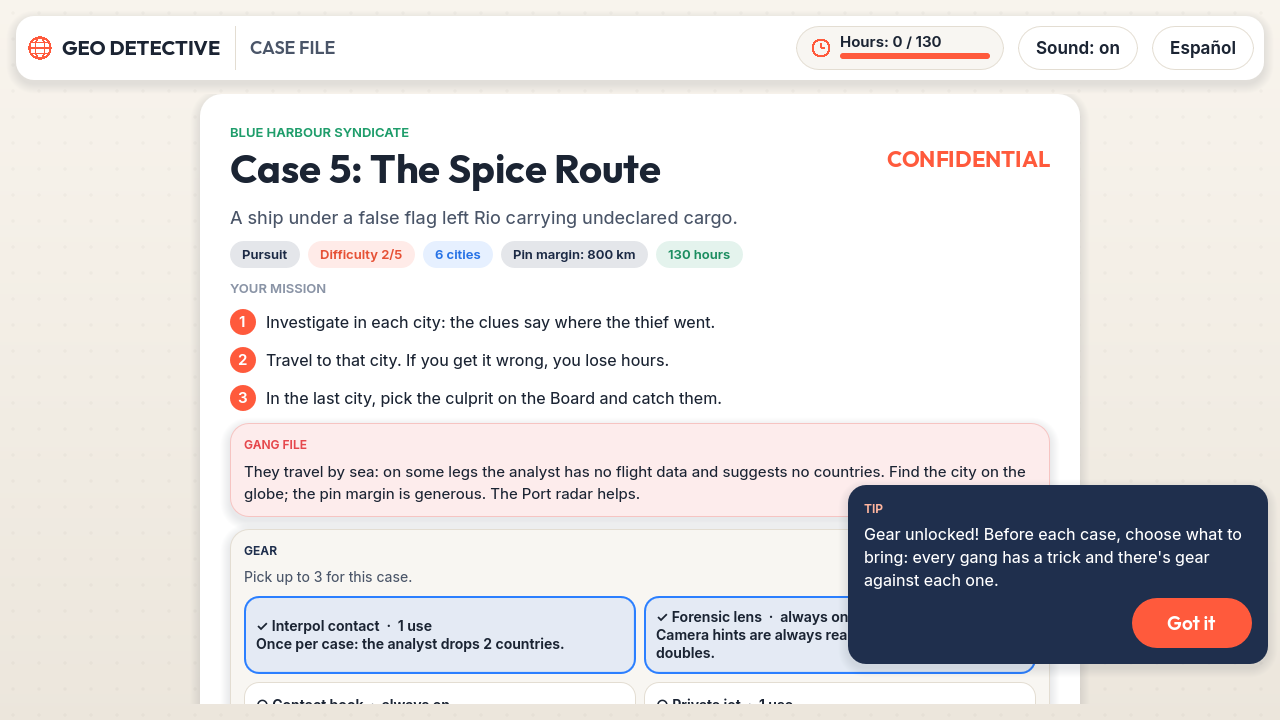 GEO DETECTIVE
CASE FILE
Hours: 0 / 130
Sound: on
Español
BLUE HARBOUR SYNDICATE
Case 5: The Spice Route
CONFIDENTIAL
A ship under a false flag left Rio carrying undeclared cargo.
Pursuit
Difficulty 2/5
6 cities
Pin margin: 800 km
130 hours
YOUR MISSION
1 Investigate in each city: the clues say where the thief went.
2 Travel to that city. If you get it wrong, you lose hours.
3 In the last city, pick the culprit on the Board and catch them.
GANG FILE
They travel by sea: on some legs the analyst has no flight data and suggests no countries. Find the city on the
globe; the pin margin is generous. The Port radar helps.
GEAR
Pick up to 3 for this case.
✓ Interpol contact · 1 use
Once per case: the analyst drops 2 countries.
✓ Forensic lens · always on
Camera hints are always rea
doubles.
Contact book · always on
Private jet · 1 use
TIP
Gear unlocked! Before each case, choose what to
bring: every gang has a trick and there's gear
against each one.
Got it